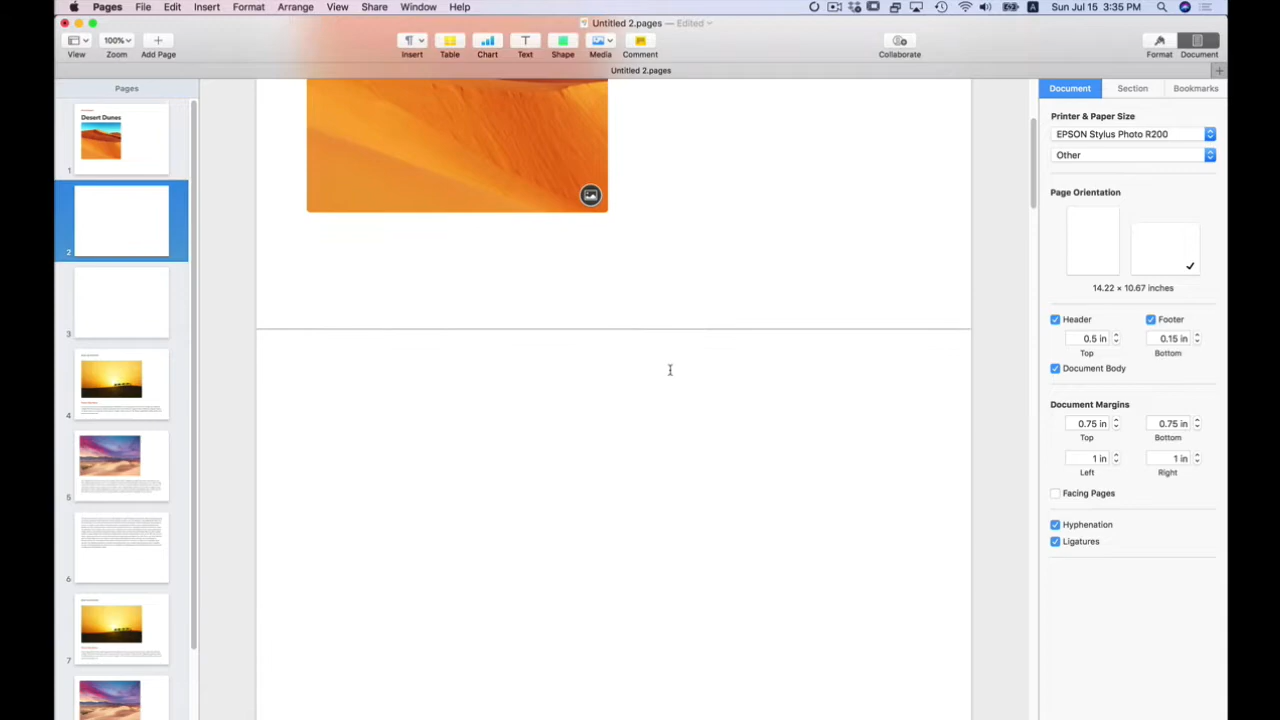 Pages File Edit Insert Format Arrange View Share Window Help
A Sun Jul 15 3:35 PM
Untitled 2.pages — Edited
100%
View Zoom Add Page Insert Table Chart Text Shape Media Comment Collaborate Format Document
Untitled 2.pages
Pages
Desert Dunes
1
2
3
4
5
6
7
Document Section Bookmarks
Printer & Paper Size
EPSON Stylus Photo R200
Other
Page Orientation
14.22 × 10.67 inches
Header Footer
0.5 in 0.15 in
Top Bottom
Document Body
Document Margins
0.75 in 0.75 in
Top Bottom
1 in 1 in
Left Right
Facing Pages
Hyphenation
Ligatures